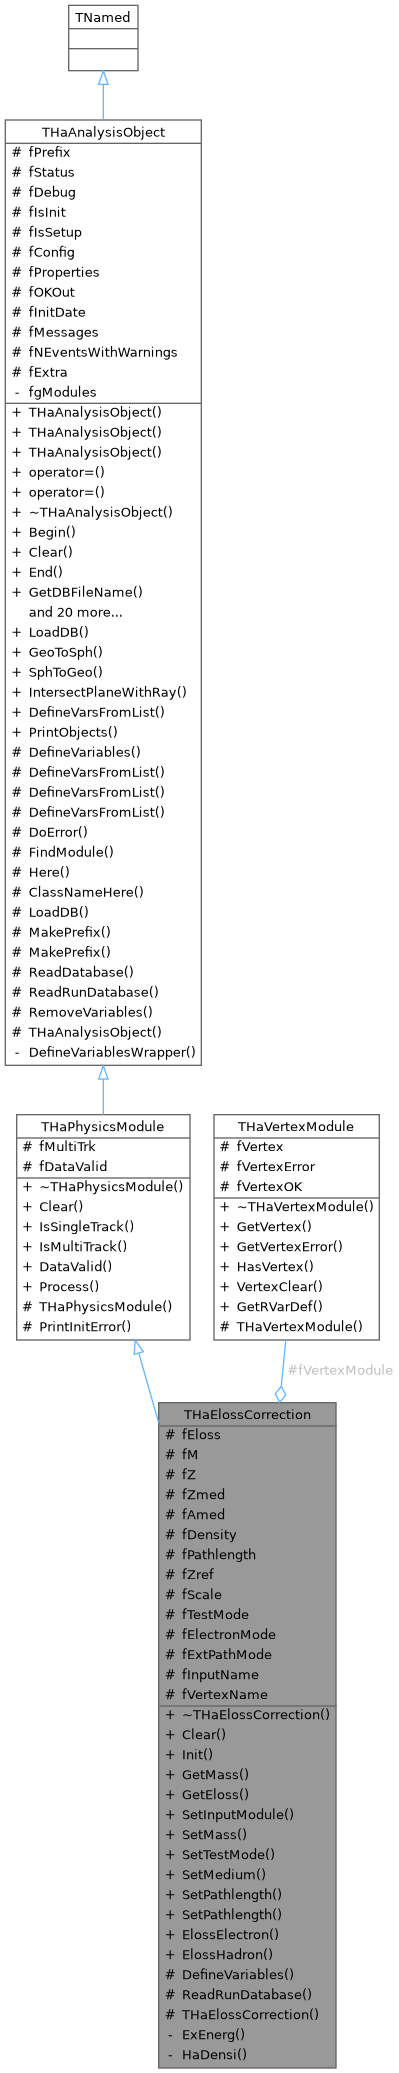 TNamed
THaAnalysisObject
# fPrefix
# fStatus
# fDebug
# fIsInit
# fIsSetup
# fConfig
# fProperties
# fOKOut
# fInitDate
# fMessages
# fNEventsWithWarnings
# fExtra
- fgModules
+ THaAnalysisObject()
+ THaAnalysisObject()
+ THaAnalysisObject()
+ operator=()
+ operator=()
+ ~THaAnalysisObject()
+ Begin()
+ Clear()
+ End()
+ GetDBFileName()
and 20 more...
+ LoadDB()
+ GeoToSph()
+ SphToGeo()
+ IntersectPlaneWithRay()
+ DefineVarsFromList()
+ PrintObjects()
# DefineVariables()
# DefineVarsFromList()
# DefineVarsFromList()
# DefineVarsFromList()
# DoError()
# FindModule()
# Here()
# ClassNameHere()
# LoadDB()
# MakePrefix()
# MakePrefix()
# ReadDatabase()
# ReadRunDatabase()
# RemoveVariables()
# THaAnalysisObject()
- DefineVariablesWrapper()
THaPhysicsModule
# fMultiTrk
# fDataValid
+ ~THaPhysicsModule()
+ Clear()
+ IsSingleTrack()
+ IsMultiTrack()
+ DataValid()
+ Process()
# THaPhysicsModule()
# PrintInitError()
THaVertexModule
# fVertex
# fVertexError
# fVertexOK
+ ~THaVertexModule()
+ GetVertex()
+ GetVertexError()
+ HasVertex()
+ VertexClear()
+ GetRVarDef()
# THaVertexModule()
#fVertexModule
THaElossCorrection
# fEloss
# fM
# fZ
# fZmed
# fAmed
# fDensity
# fPathlength
# fZref
# fScale
# fTestMode
# fElectronMode
# fExtPathMode
# fInputName
# fVertexName
+ ~THaElossCorrection()
+ Clear()
+ Init()
+ GetMass()
+ GetEloss()
+ SetInputModule()
+ SetMass()
+ SetTestMode()
+ SetMedium()
+ SetPathlength()
+ SetPathlength()
+ ElossElectron()
+ ElossHadron()
# DefineVariables()
# ReadRunDatabase()
# THaElossCorrection()
- ExEnerg()
- HaDensi()